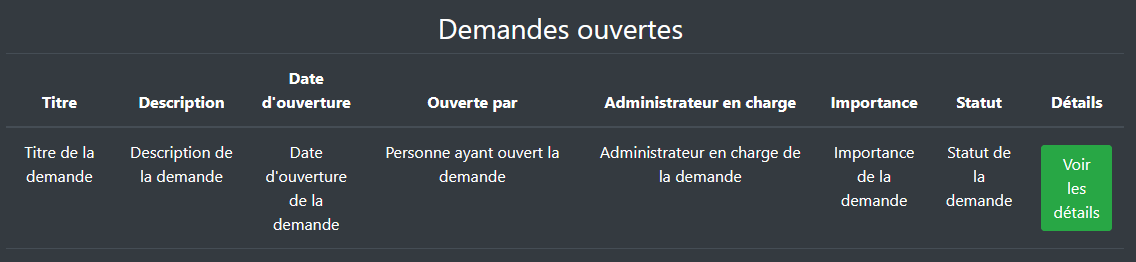 Demandes ouvertes
Titre
Description
Date
d'ouverture
Ouverte par
Administrateur en charge
Importance
Statut
Détails
Titre de la
demande
Description de
la demande
Date
d'ouverture
de la
demande
Personne ayant ouvert la
demande
Administrateur en charge de
la demande
Importance
de la
demande
Statut de
la
demande
Voir
les
détails